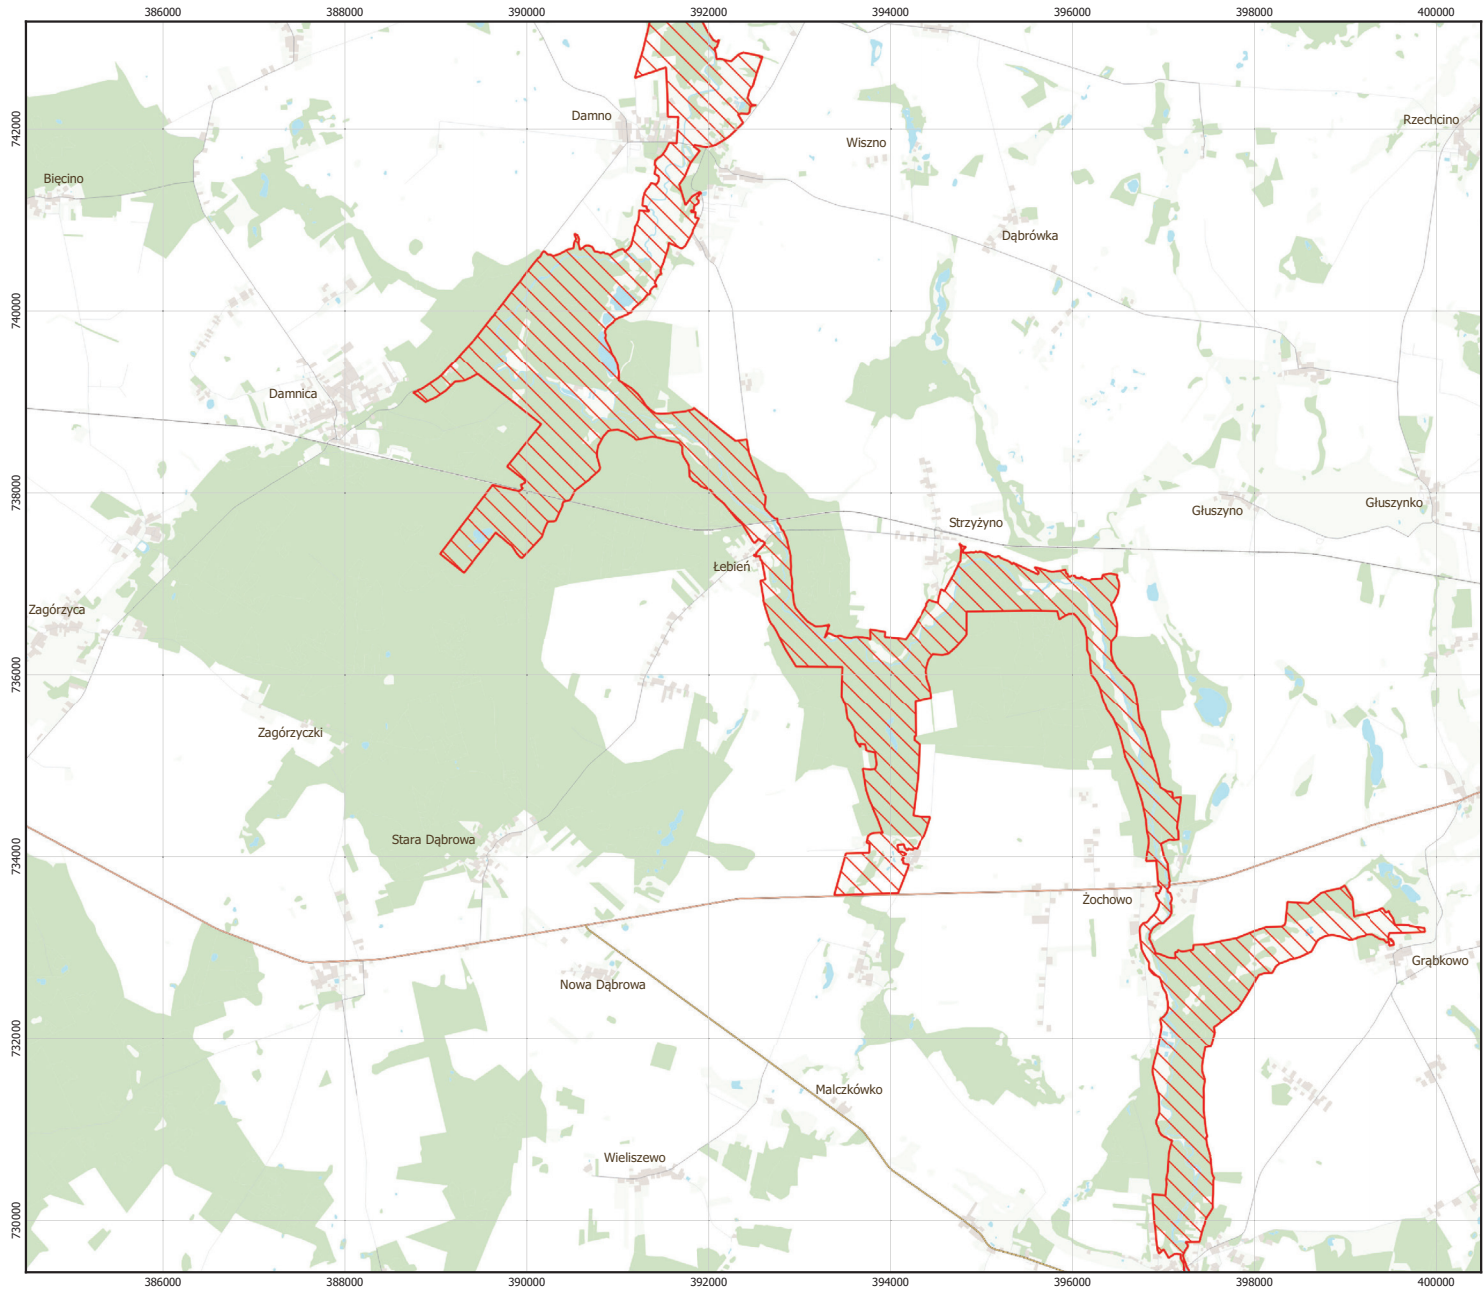 386000 388000 390000 392000 394000 396000 398000 400000
742000
Damno
Wiszno
Rzechcino
Bięcino
Dąbrówka
740000
Damnica
738000
Głuszynko
Głuszyno
Strzyżyno
Łebień
Zagórzyca
736000
Zagórzyczki
Stara Dąbrowa
734000
Żochowo
Grąbkowo
Nowa Dąbrowa
732000
Malczkówko
Wieliszewo
730000
386000 388000 390000 392000 394000 396000 398000 400000